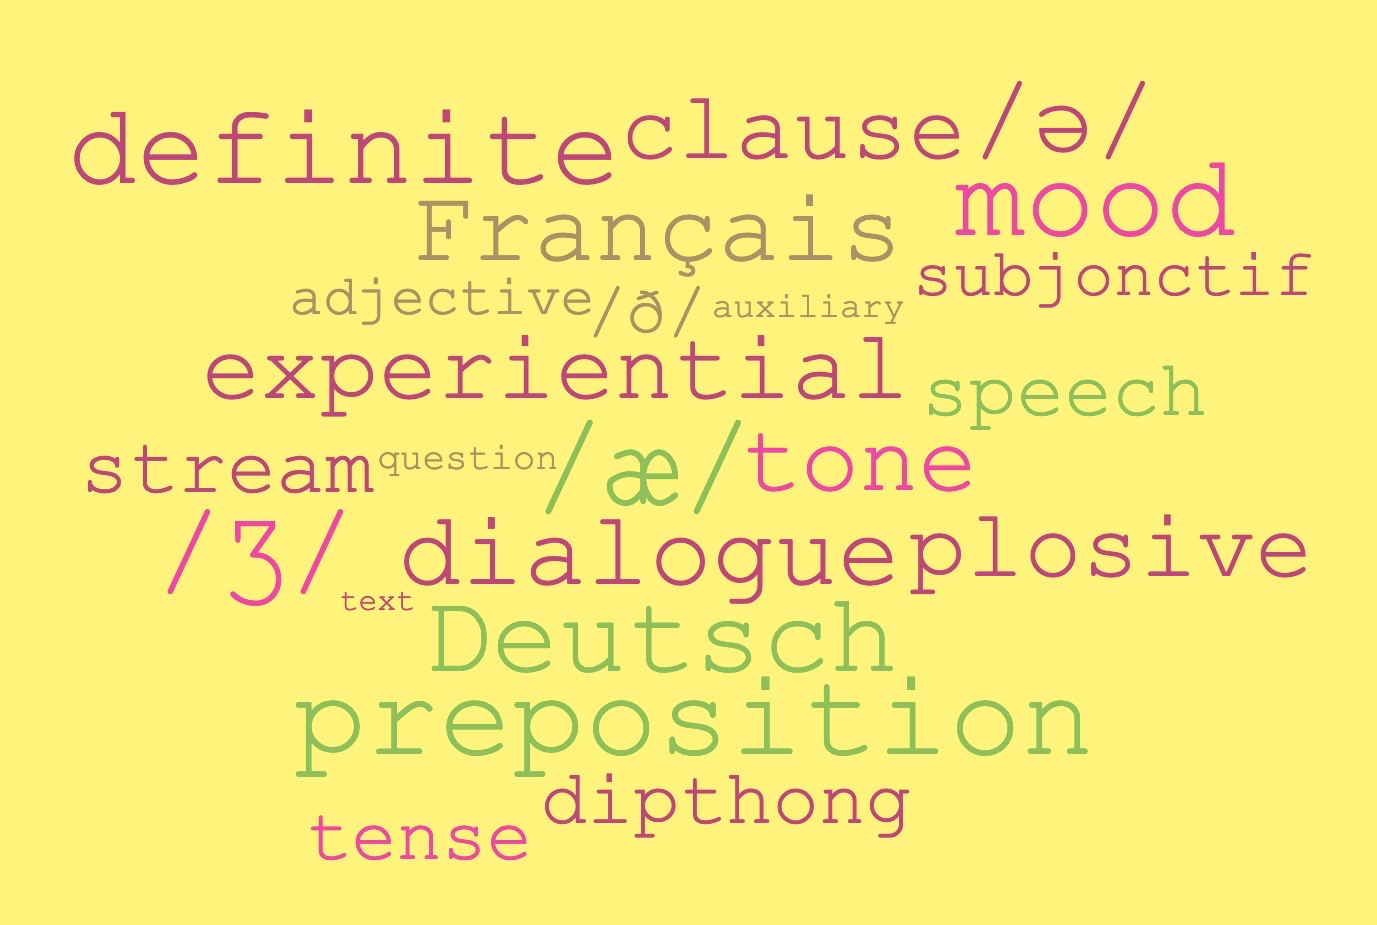 definite clause /ə/
Français mood
adjective /ð/ auxiliary subjonctif
experiential speech
stream question /æ/ tone
/ʒ/ dialogue plosive
text Deutsch
preposition
tense dipthong